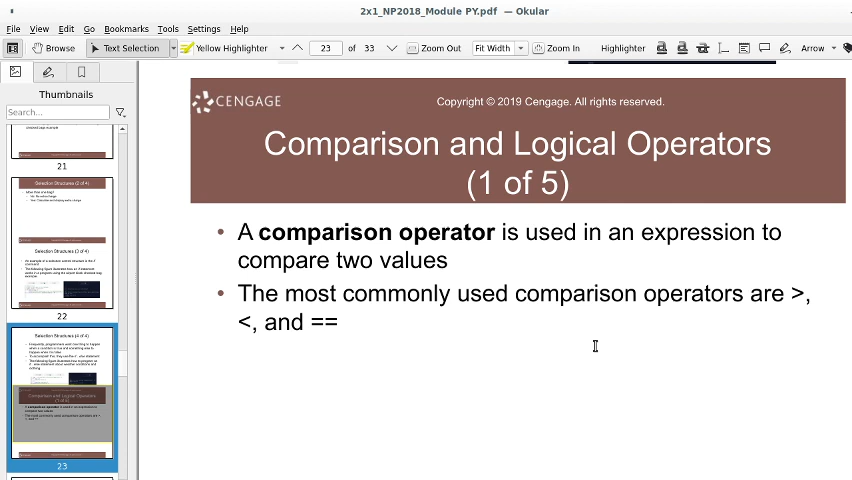 2x1_NP2018_Module PY.pdf — Okular
File View Edit Go Bookmarks Tools Settings Help
Browse Text Selection Yellow Highlighter 23 of 33 Zoom Out Fit Width Zoom In Highlighter Arrow
Thumbnails
Search...
21
Selection Structures (2 of 4)
Selection Structures (3 of 4)
22
Selection Structures (4 of 4)
Comparison and Logical Operators
(1 of 5)
23
CENGAGE
Copyright © 2019 Cengage. All rights reserved.
Comparison and Logical Operators
(1 of 5)
• A comparison operator is used in an expression to
compare two values
• The most commonly used comparison operators are >,
<, and ==